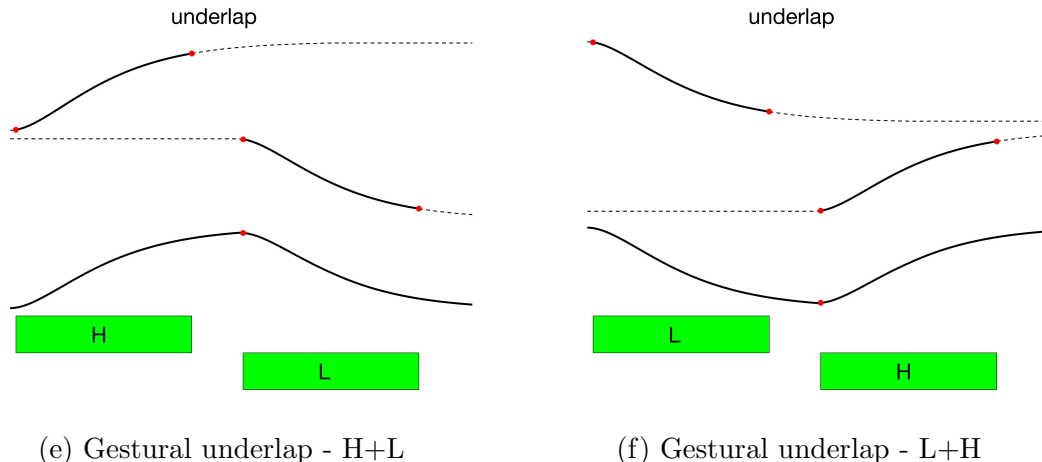 underlap
H
L
(e) Gestural underlap - H+L
underlap
L
H
(f) Gestural underlap - L+H